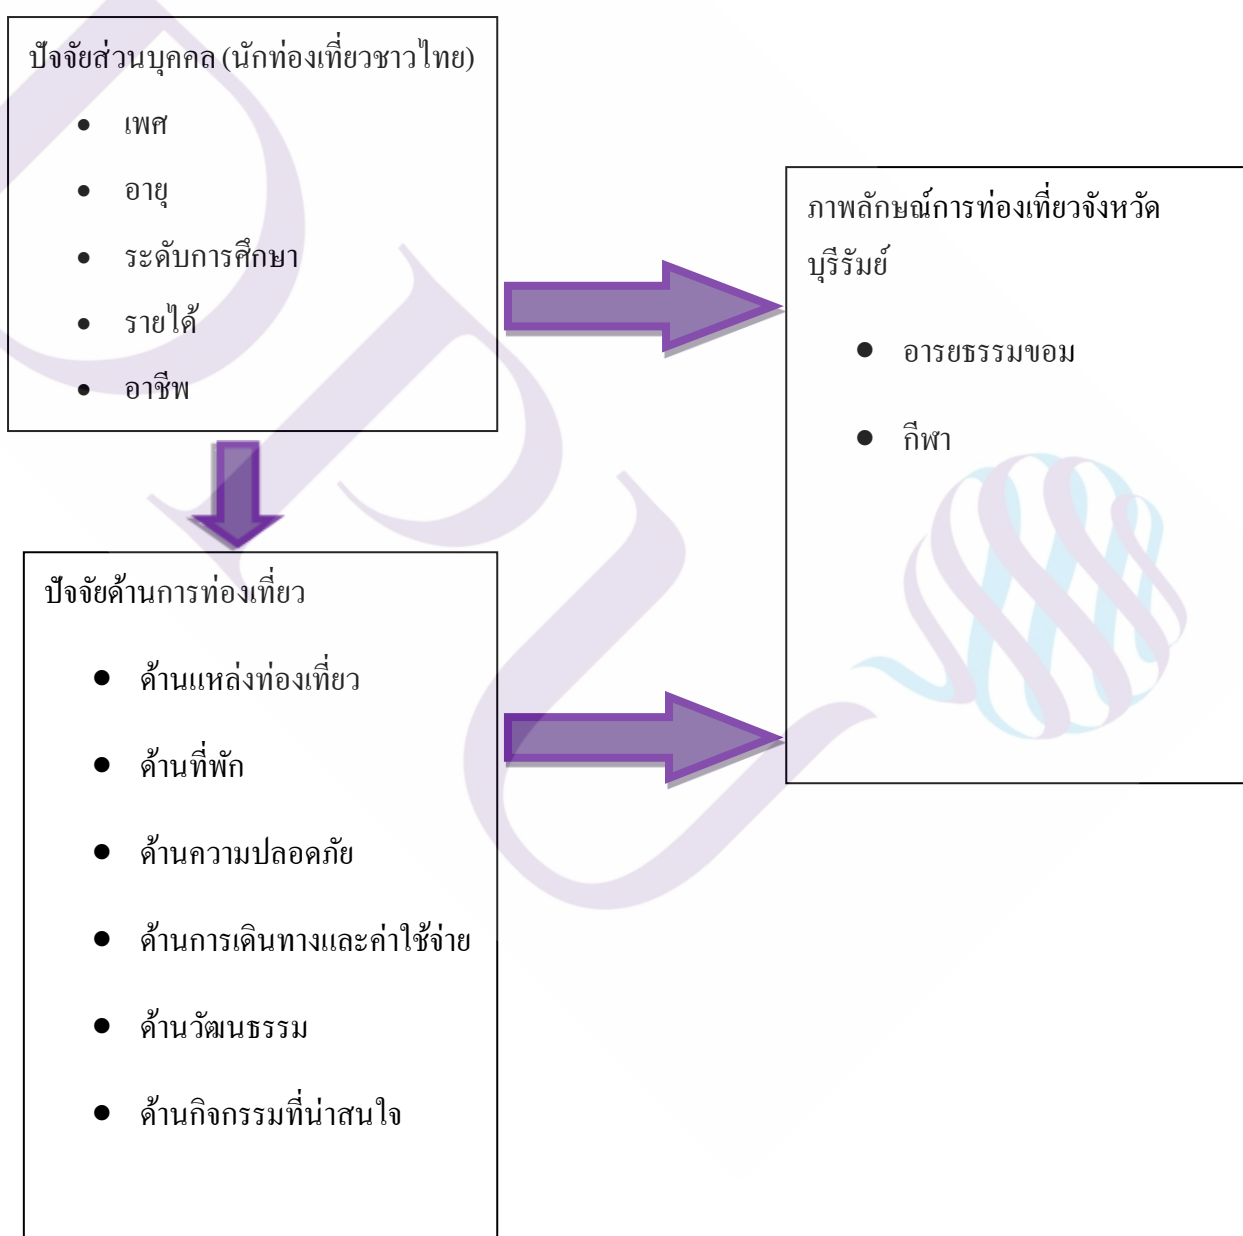 ปัจจัยส่วนบุคคล (นักท่องเที่ยวชาวไทย)
• เพศ
• อายุ
• ระดับการศึกษา
• รายได้
• อาชีพ
ภาพลักษณ์การท่องเที่ยวจังหวัด
บุรีรัมย์
• อารยธรรมขอม
• กีฬา
ปัจจัยด้านการท่องเที่ยว
• ด้านแหล่งท่องเที่ยว
• ด้านที่พัก
• ด้านความปลอดภัย
• ด้านการเดินทางและค่าใช้จ่าย
• ด้านวัฒนธรรม
• ด้านกิจกรรมที่น่าสนใจ
DPU